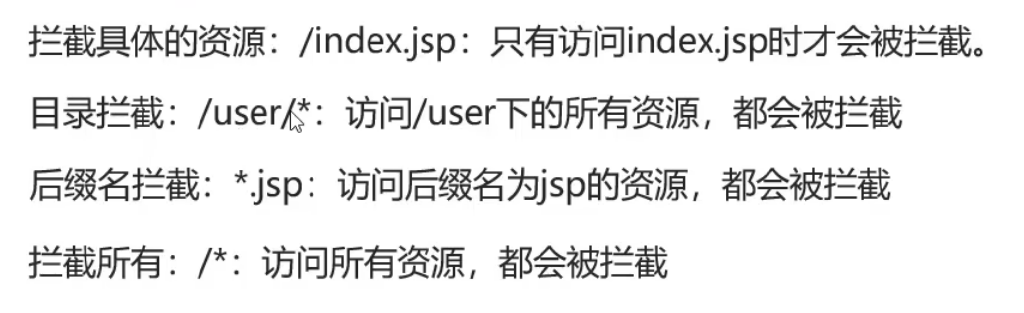 拦截具体的资源：/index.jsp：只有访问index.jsp时才会被拦截。
目录拦截：/user/*：访问/user下的所有资源，都会被拦截
后缀名拦截：*.jsp：访问后缀名为jsp的资源，都会被拦截
拦截所有：/*：访问所有资源，都会被拦截